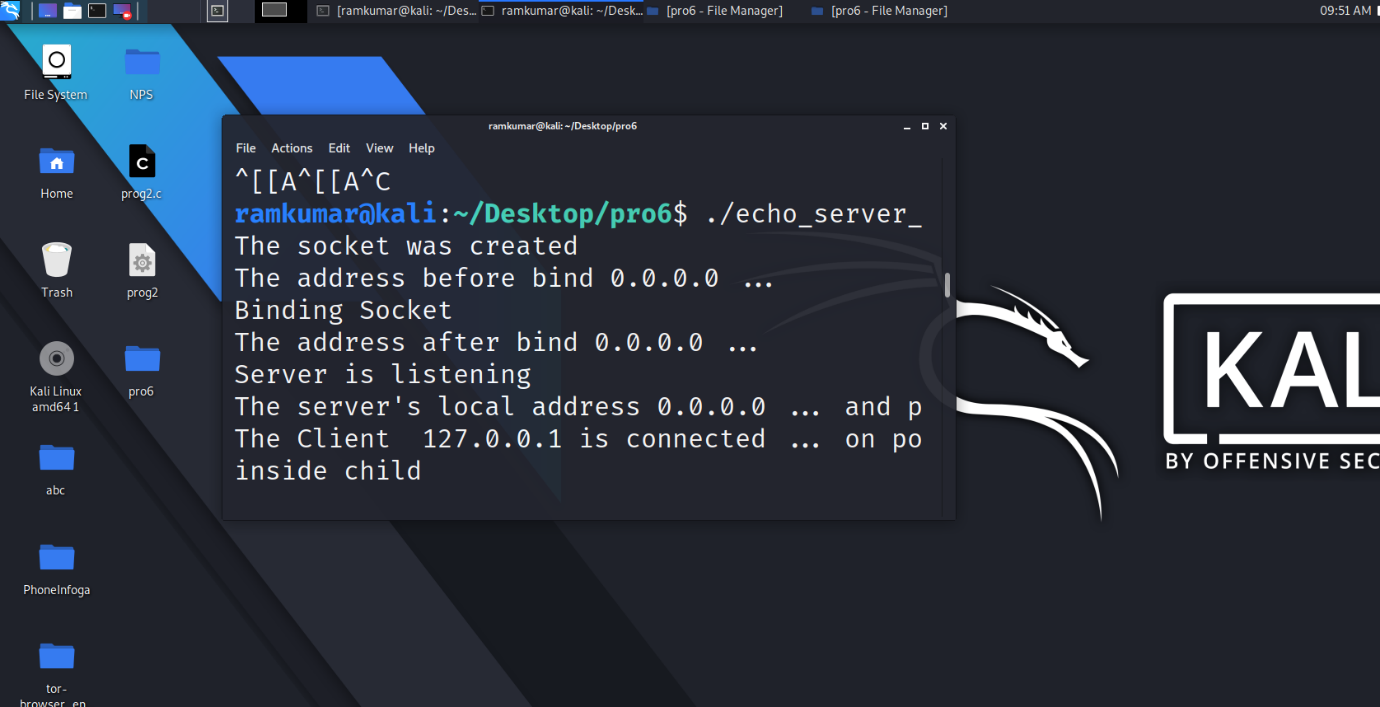 [ramkumar@kali: ~/Des... ramkumar@kali: ~/Desk... [pro6 - File Manager] [pro6 - File Manager] 09:51 AM
File System NPS
Home prog2.c
Trash prog2
Kali Linux
amd64 1
pro6
abc
PhoneInfoga
tor-
browser_en
ramkumar@kali:~/Desktop/pro6
File Actions Edit View Help
^[[A^[[A^C
ramkumar@kali:~/Desktop/pro6$ ./echo_server_
The socket was created
The address before bind 0.0.0.0 ...
Binding Socket
The address after bind 0.0.0.0 ...
Server is listening
The server's local address 0.0.0.0 ... and p
The Client  127.0.0.1 is connected ... on po
inside child
KAL
BY OFFENSIVE SEC